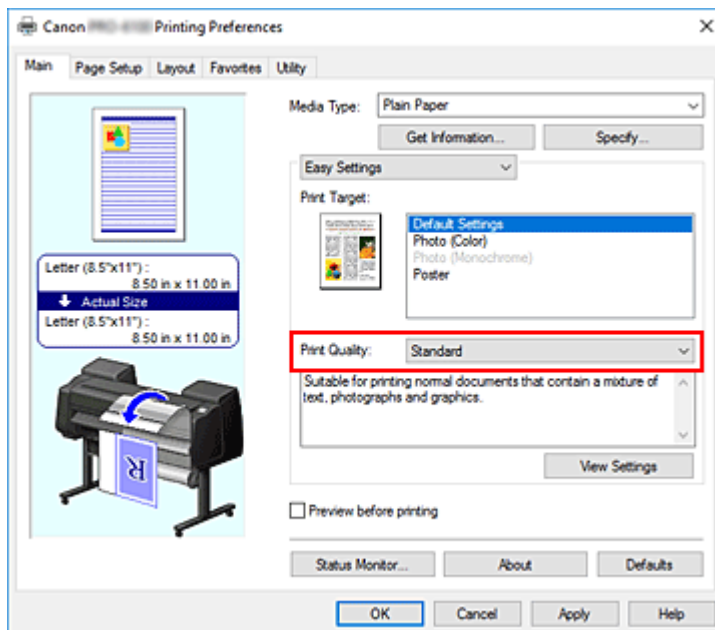 Canon Printing Preferences
Main Page Setup Layout Favorites Utility
Media Type: Plain Paper
Get Information... Specify...
Easy Settings
Print Target:
Default Settings
Photo (Color)
Photo (Monochrome)
Poster
Letter (8.5"x11") :
8.50 in x 11.00 in
Actual Size
Letter (8.5"x11") :
8.50 in x 11.00 in
Print Quality: Standard
Suitable for printing normal documents that contain a mixture of
text, photographs and graphics.
R
View Settings
Preview before printing
Status Monitor... About Defaults
OK Cancel Apply Help